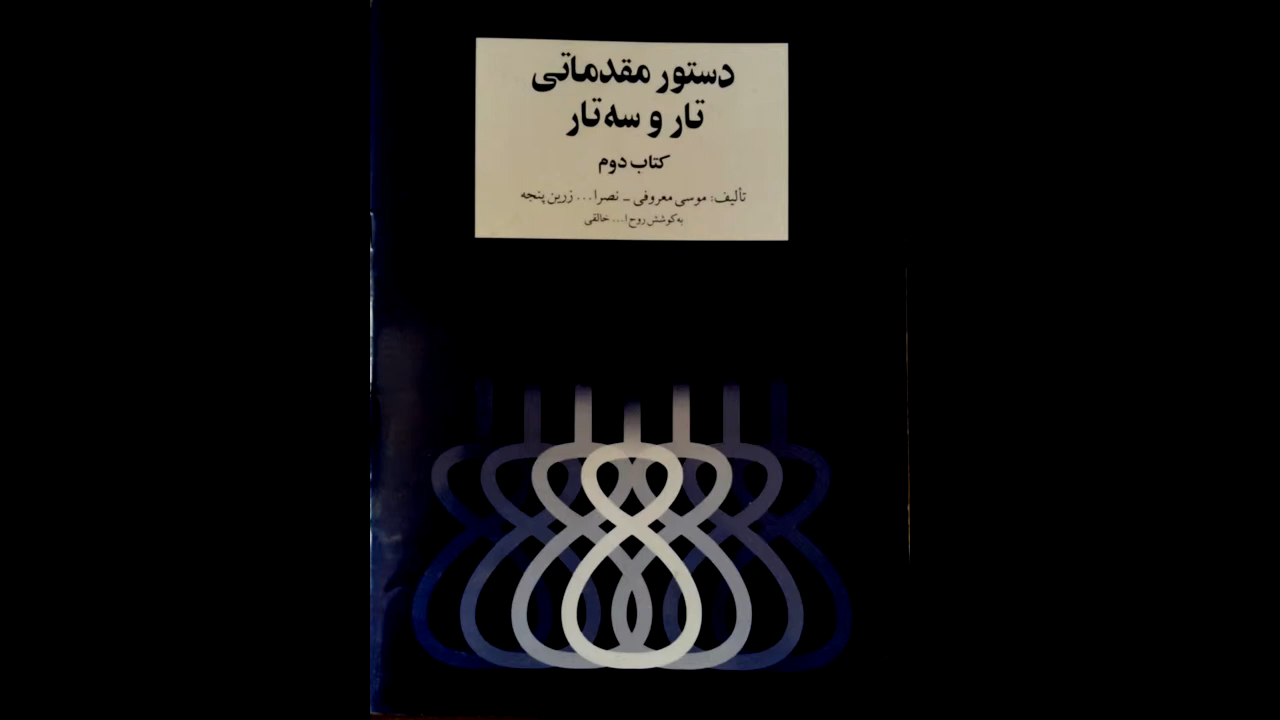 دستور مقدماتی
تار و سه‌تار
کتاب دوم
تألیف: موسی معروفی ـ نصرا... زرین پنجه
به‌کوشش روح ا... خالقی